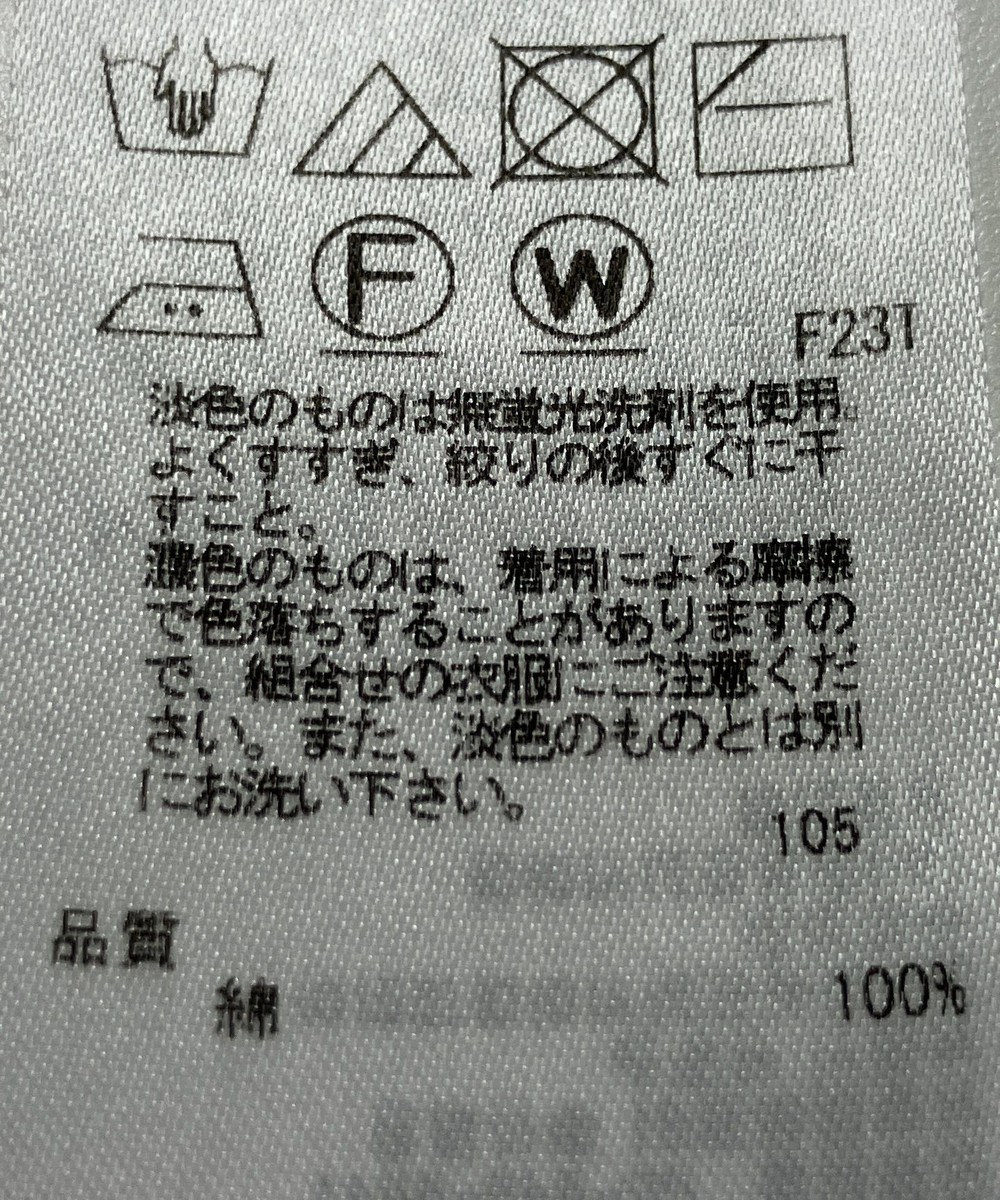 F W
F23T
淡色のものは無蛍光洗剤を使用。
よくすすぎ、絞りの後すぐに干
すこと。
濃色のものは、着用による摩擦
で色落ちすることがありますの
で、組合せの衣服にご注意くだ
さい。また、淡色のものとは別
にお洗い下さい。
105
品質
綿 100%